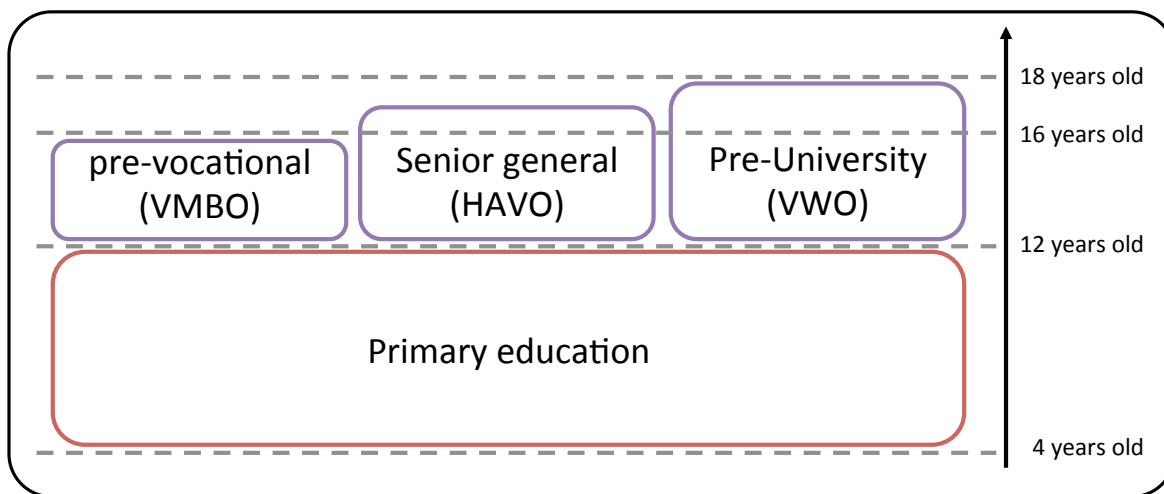 18 years old
16 years old
pre-vocational
(VMBO)
Senior general
(HAVO)
Pre-University
(VWO)
12 years old
Primary education
4 years old